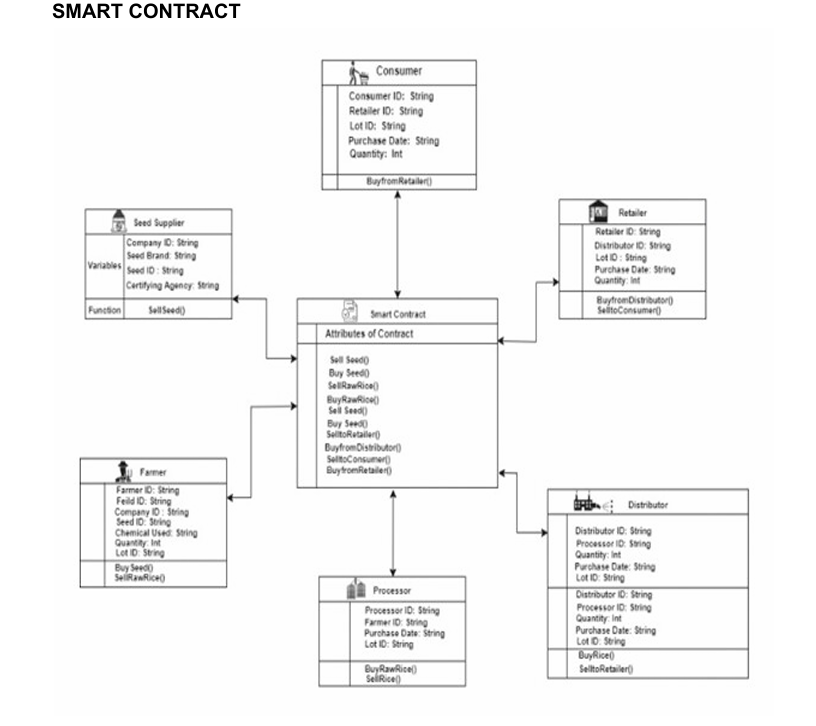 SMART CONTRACT
Consumer
Consumer ID: String
Retailer ID: String
Lot ID: String
Purchase Date: String
Quantity: Int
BuyfromRetailer()
Seed Supplier
Variables
Company ID: String
Seed Brand: String
Seed ID : String
Certifying Agency: String
Function
SellSeed()
Retailer
Retailer ID: String
Distributor ID: String
Lot ID : String
Purchase Date: String
Quantity: Int
BuyfromDistributor()
SelltoConsumer()
Smart Contract
Attributes of Contract
Sell Seed()
Buy Seed()
SellRawRice()
BuyRawRice()
Sell Seed()
Buy Seed()
SelltoRetailer()
BuyfromDistributor()
SelltoConsumer()
BuyfromRetailer()
Farmer
Farmer ID: String
Feild ID: String
Company ID : String
Seed ID: String
Chemical Used: String
Quantity: Int
Lot ID: String
Buy Seed()
SellRawRice()
Processor
Processor ID: String
Farmer ID: String
Purchase Date: String
Lot ID: String
BuyRawRice()
SellRice()
Distributor
Distributor ID: String
Processor ID: String
Quantity: Int
Purchase Date: String
Lot ID: String
Distributor ID: String
Processor ID: String
Quantity: Int
Purchase Date: String
Lot ID: String
BuyRice()
SelltoRetailer()